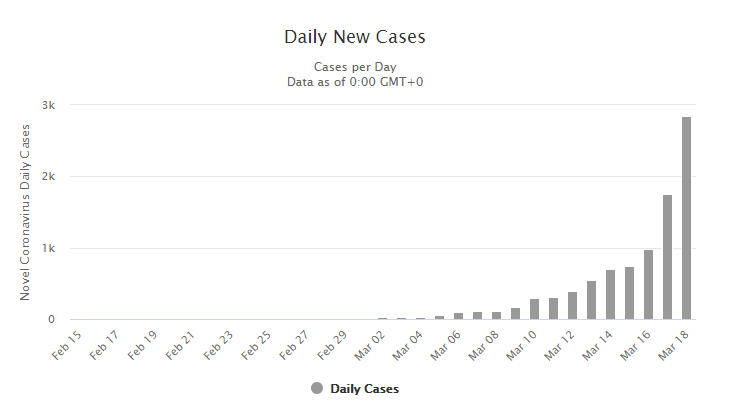 Daily New Cases
Cases per Day
Data as of 0:00 GMT+0
Novel Coronavirus Daily Cases
3k
2k
1k
0
Feb 15
Feb 17
Feb 19
Feb 21
Feb 23
Feb 25
Feb 27
Feb 29
Mar 02
Mar 04
Mar 06
Mar 08
Mar 10
Mar 12
Mar 14
Mar 16
Mar 18
Daily Cases